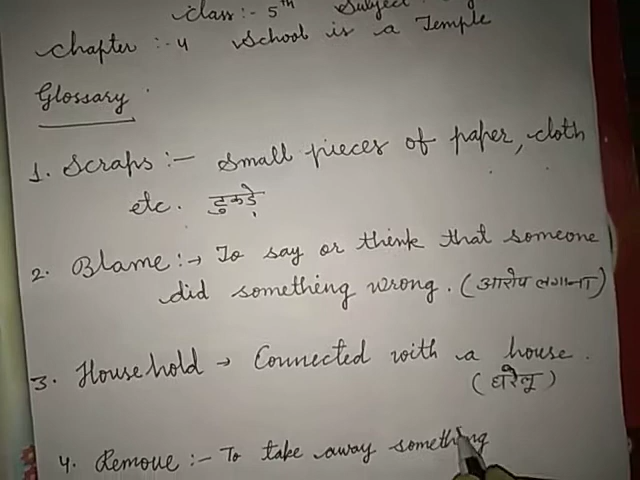 class :- 5th Subject
Chapter :- 4 School is a Temple
Glossary
1. Scraps :- Small pieces of paper, cloth
etc. टुकड़े
2. Blame :→ To say or think that someone
did something wrong. (आरोप लगाना)
3. Household → Connected with a house.
(घरेलू)
4. Remove :- To take away something